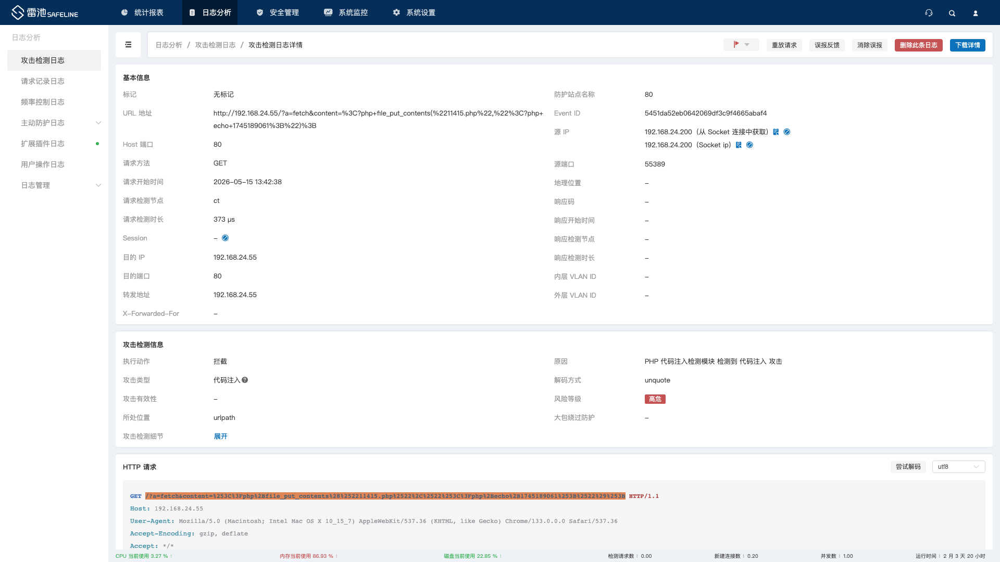 雷池 SAFELINE
统计报表
日志分析
安全管理
系统监控
系统设置
日志分析
攻击检测日志
请求记录日志
频率控制日志
主动防护日志
扩展插件日志
用户操作日志
日志管理
日志分析 / 攻击检测日志 / 攻击检测日志详情
重放请求
误报反馈
消除误报
删除此条日志
下载详情
基本信息
标记 无标记
URL 地址 http://192.168.24.55/?a=fetch&content=%3C?php+file_put_contents(%2211415.php%22,%22%3C?php+
echo+1745189061%3B%22)%3B
Host 端口 80
请求方法 GET
请求开始时间 2026-05-15 13:42:38
请求检测节点 ct
请求检测时长 373 μs
Session –
目的 IP 192.168.24.55
目的端口 80
转发地址 192.168.24.55
X-Forwarded-For –
防护站点名称 80
Event ID 5451da52eb0642069df3c9f4665abaf4
源 IP 192.168.24.200（从 Socket 连接中获取）
192.168.24.200（Socket ip）
源端口 55389
地理位置 –
响应码 –
响应开始时间 –
响应检测节点 –
响应检测时长 –
内层 VLAN ID –
外层 VLAN ID –
攻击检测信息
执行动作 拦截
攻击类型 代码注入
攻击有效性 –
所处位置 urlpath
攻击检测细节 展开
原因 PHP 代码注入检测模块 检测到 代码注入 攻击
解码方式 unquote
风险等级 高危
大包绕过防护 –
HTTP 请求
尝试解码
utf8
GET /?a=fetch&content=%253C%3Fphp%2Bfile_put_contents%28%252211415.php%2522%2C%2522%253C%3Fphp%2Becho%2B1745189061%253B%2522%29%253B HTTP/1.1
Host: 192.168.24.55
User-Agent: Mozilla/5.0 (Macintosh; Intel Mac OS X 10_15_7) AppleWebKit/537.36 (KHTML, like Gecko) Chrome/133.0.0.0 Safari/537.36
Accept-Encoding: gzip, deflate
Accept: */*
CPU 当前使用 3.27 %：
内存当前使用 86.93 %：
磁盘当前使用 22.85 %：
检测请求数：0.00
新建连接数：0.20
并发数：1.00
运行时间：2 月 3 天 20 小时